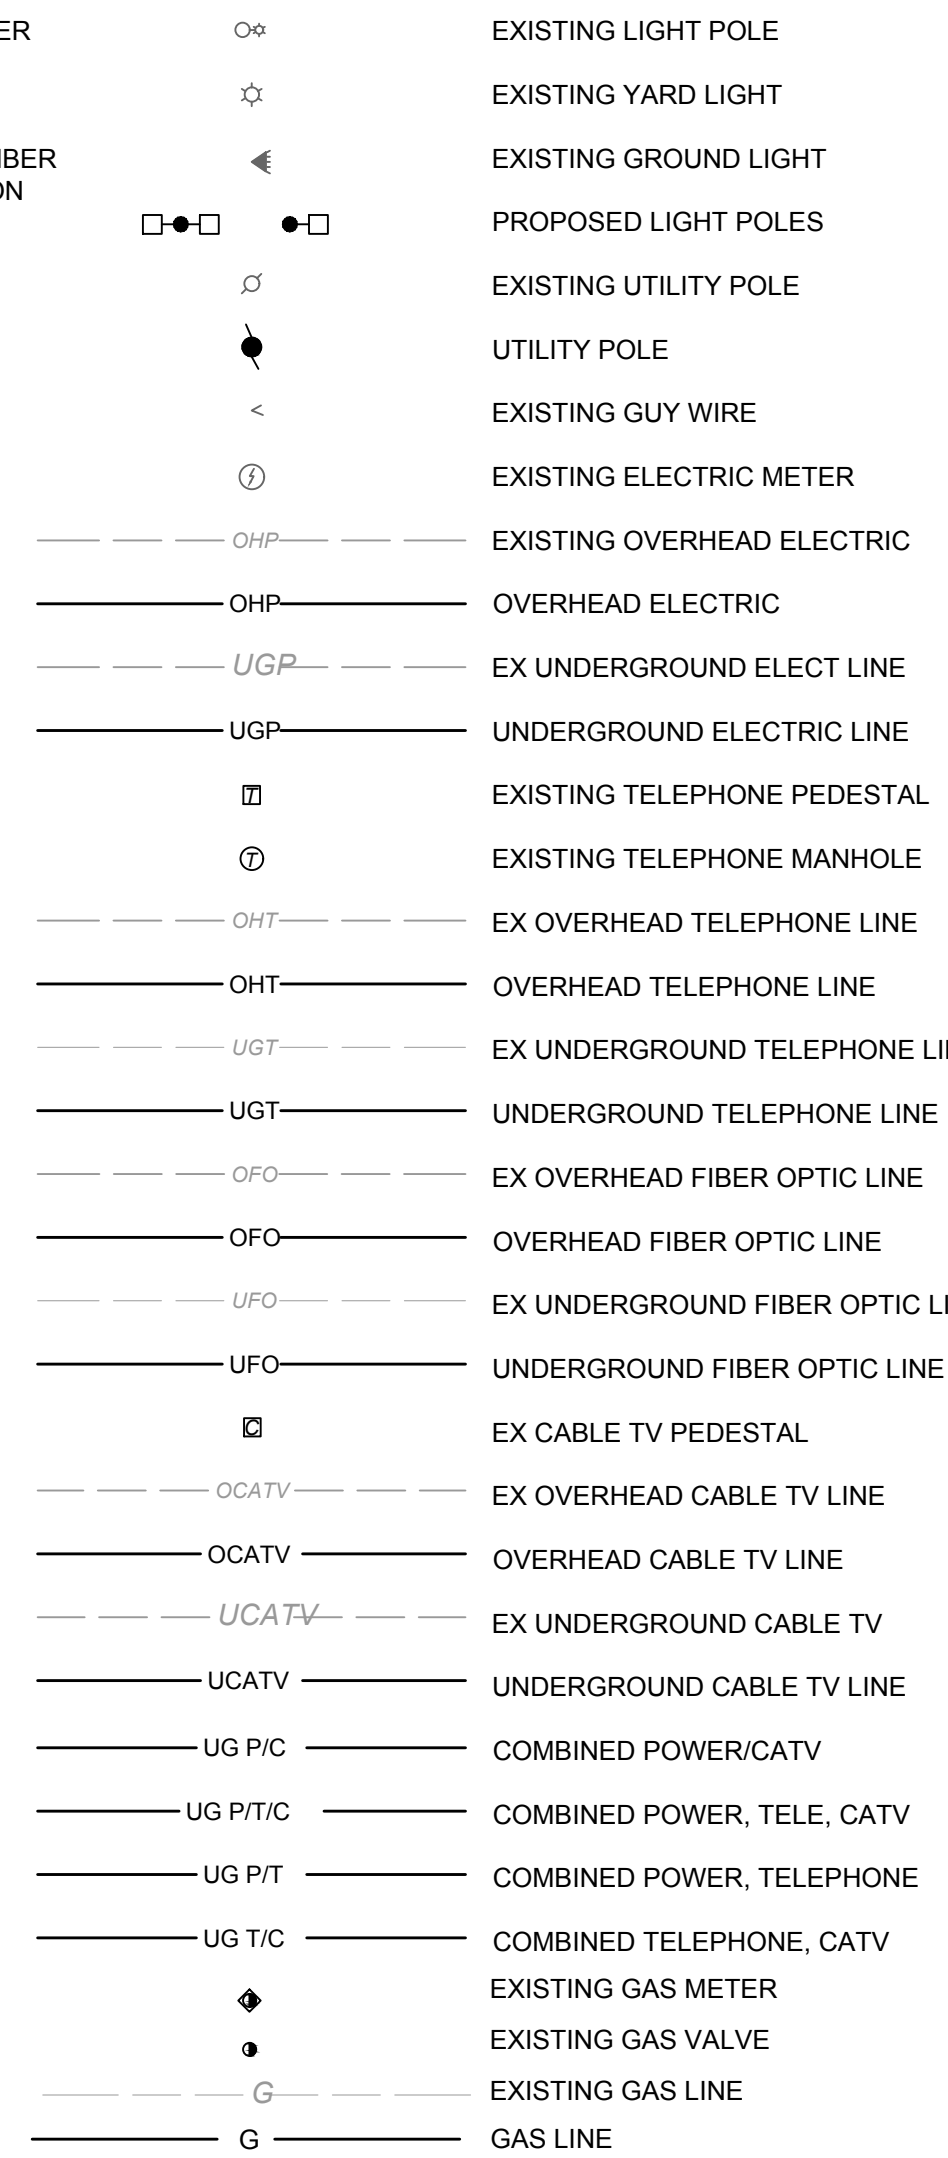 EXISTING LIGHT POLE
EXISTING YARD LIGHT
EXISTING GROUND LIGHT
ON
PROPOSED LIGHT POLES
EXISTING UTILITY POLE
UTILITY POLE
< EXISTING GUY WIRE
EXISTING ELECTRIC METER
OHP EXISTING OVERHEAD ELECTRIC
OHP OVERHEAD ELECTRIC
UGP EX UNDERGROUND ELECT LINE
UGP UNDERGROUND ELECTRIC LINE
T EXISTING TELEPHONE PEDESTAL
T EXISTING TELEPHONE MANHOLE
OHT EX OVERHEAD TELEPHONE LINE
OHT OVERHEAD TELEPHONE LINE
UGT EX UNDERGROUND TELEPHONE
UGT UNDERGROUND TELEPHONE LINE
OFO EX OVERHEAD FIBER OPTIC LINE
OFO OVERHEAD FIBER OPTIC LINE
UFO EX UNDERGROUND FIBER OPTIC
UFO UNDERGROUND FIBER OPTIC LINE
C EX CABLE TV PEDESTAL
OCATV EX OVERHEAD CABLE TV LINE
OCATV OVERHEAD CABLE TV LINE
UCATV EX UNDERGROUND CABLE TV
UCATV UNDERGROUND CABLE TV LINE
UG P/C COMBINED POWER/CATV
UG P/T/C COMBINED POWER, TELE, CATV
UG P/T COMBINED POWER, TELEPHONE
UG T/C COMBINED TELEPHONE, CATV
EXISTING GAS METER
EXISTING GAS VALVE
G EXISTING GAS LINE
G GAS LINE